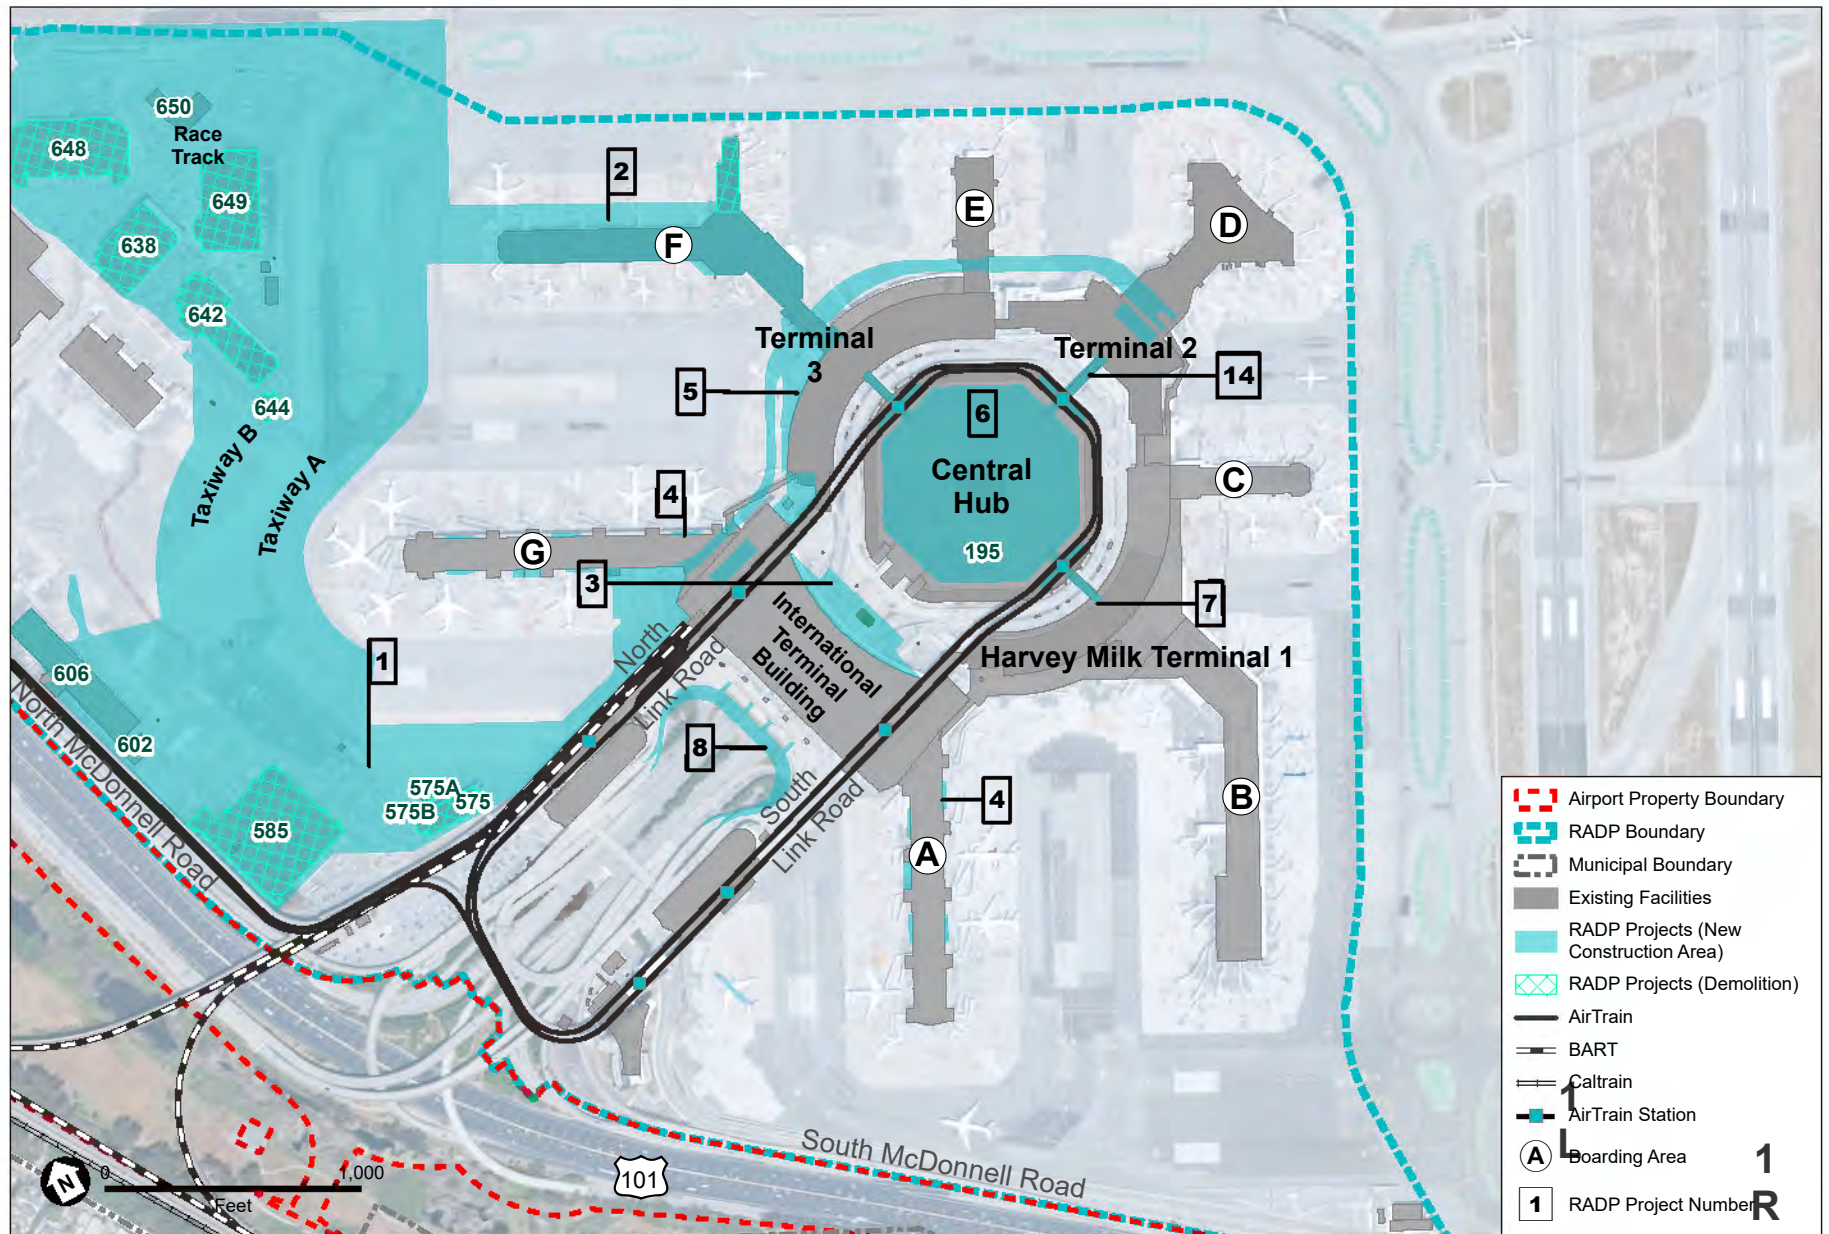 650
Race
Track
648
649
638
642
644
Taxiway B
Taxiway A
2
F
E
D
Terminal
3
Terminal 2
5
14
6
Central
Hub
195
C
4
G
3
7
International
Terminal
Building
Harvey Milk Terminal 1
North
Link Road
1
606
602
North McDonnell Road
575A
575
575B
585
8
South
Link Road
4
A
B
South McDonnell Road
101
N
0
1,000
Feet
Airport Property Boundary
RADP Boundary
Municipal Boundary
Existing Facilities
RADP Projects (New
Construction Area)
RADP Projects (Demolition)
AirTrain
BART
Caltrain
1
L
AirTrain Station
A
Boarding Area
1
RADP Project Number
1
R